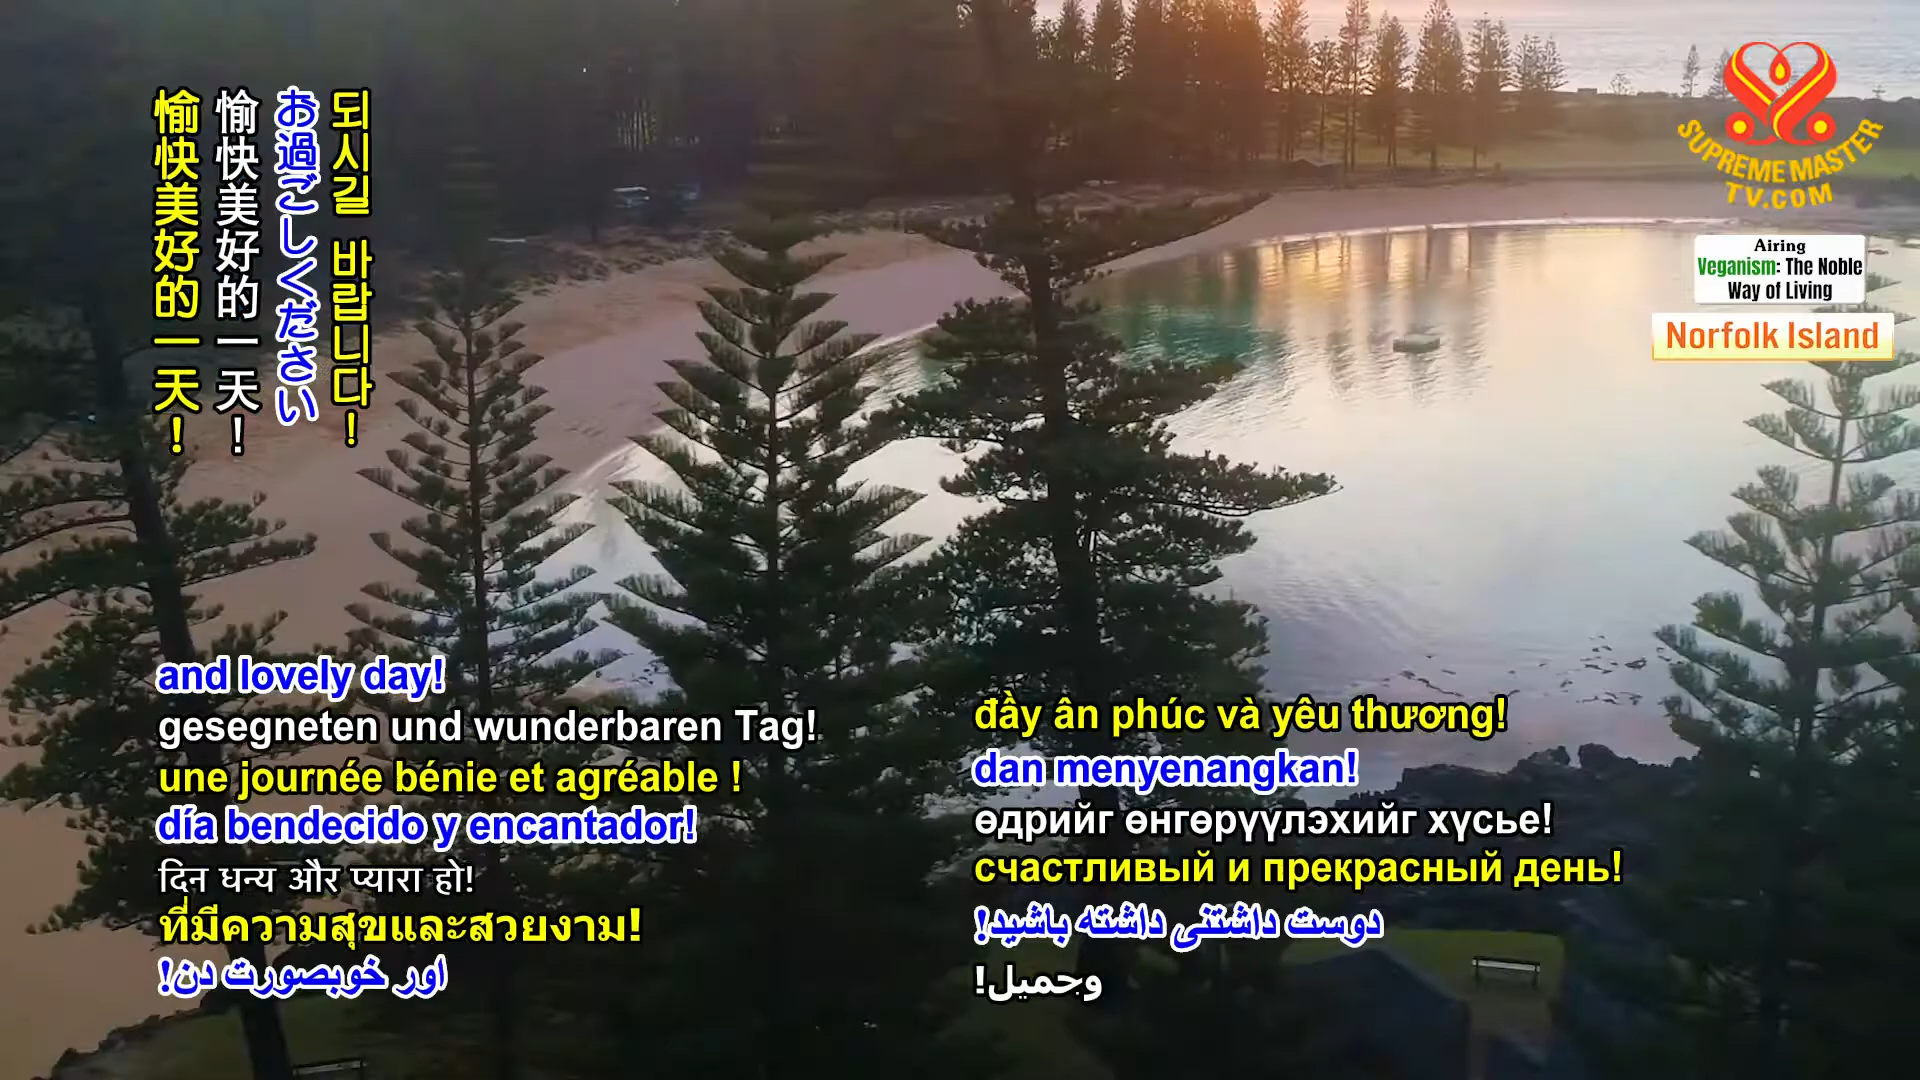 愉快美好的一天！
愉快美好的一天！
お過ごしください
되시길 바랍니다!
SUPREME MASTER
TV.COM
Airing
Veganism: The Noble
Way of Living
Norfolk Island
and lovely day!
gesegneten und wunderbaren Tag!
une journée bénie et agréable !
día bendecido y encantador!
दिन धन्य और प्यारा हो!
ที่มีความสุขและสวยงาม!
اور خوبصورت دن!
đầy ân phúc và yêu thương!
dan menyenangkan!
өдрийг өнгөрүүлэхийг хүсье!
счастливый и прекрасный день!
دوست داشتنی داشته باشید!
وجميل!